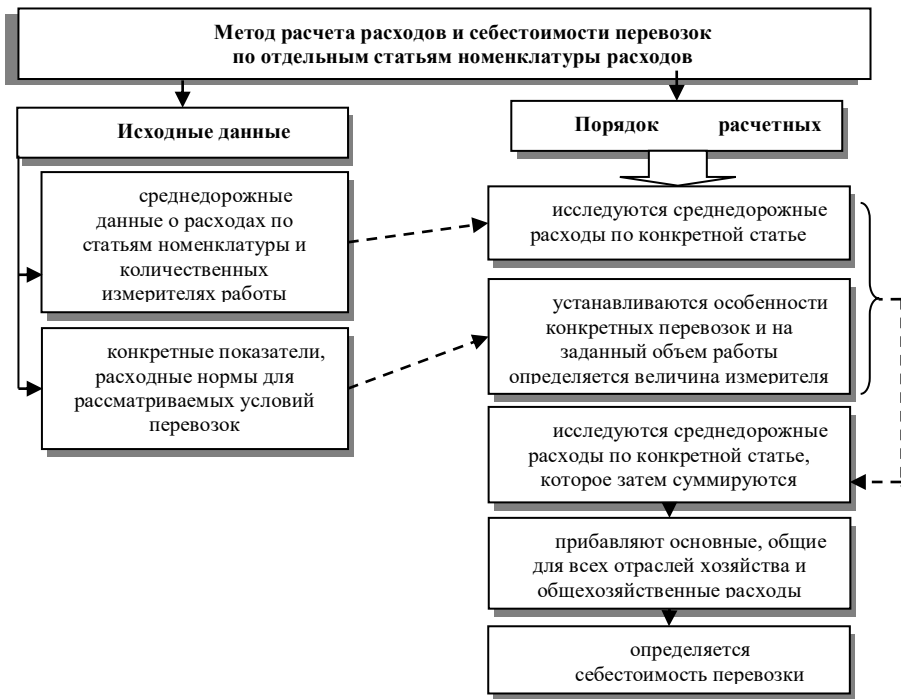 Метод расчета расходов и себестоимости перевозок
по отдельным статьям номенклатуры расходов
Исходные данные
среднедорожные
данные о расходах по
статьям номенклатуры и
количественных
измерителях работы
конкретные показатели,
расходные нормы для
рассматриваемых условий
перевозок
Порядок расчетных
исследуются среднедорожные
расходы по конкретной статье
устанавливаются особенности
конкретных перевозок и на
заданный объем работы
определяется величина измерителя
исследуются среднедорожные
расходы по конкретной статье,
которое затем суммируются
прибавляют основные, общие
для всех отраслей хозяйства и
общехозяйственные расходы
определяется
себестоимость перевозки